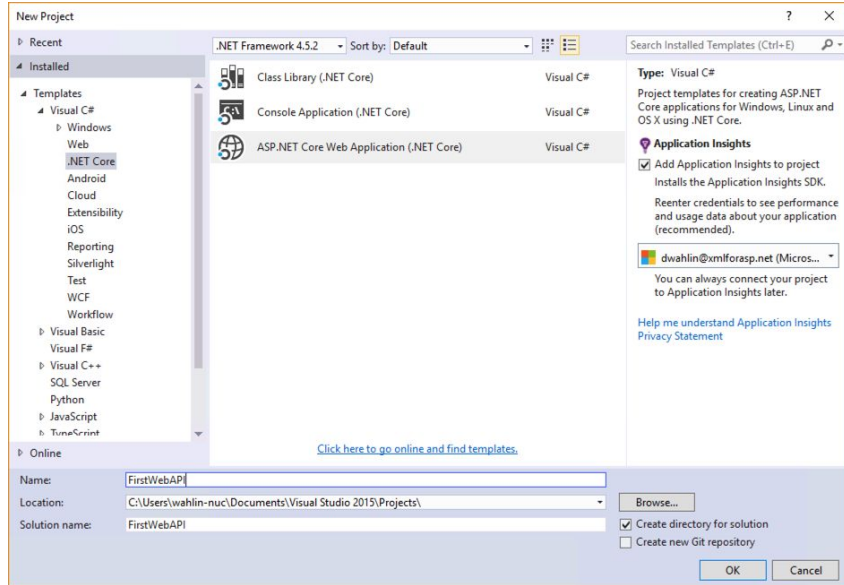 New Project
? X
Recent
.NET Framework 4.5.2 Sort by: Default
Search Installed Templates (Ctrl+E)
Installed
Templates
Visual C#
Windows
Web
.NET Core
Android
Cloud
Extensibility
iOS
Reporting
Silverlight
Test
WCF
Workflow
Visual Basic
Visual F#
Visual C++
SQL Server
Python
JavaScript
TypeScript
Online
Class Library (.NET Core) Visual C#
Console Application (.NET Core) Visual C#
ASP.NET Core Web Application (.NET Core) Visual C#
Click here to go online and find templates.
Type: Visual C#
Project templates for creating ASP.NET
Core applications for Windows, Linux and
OS X using .NET Core.
Application Insights
Add Application Insights to project
Installs the Application Insights SDK.
Reenter credentials to see performance
and usage data about your application
(recommended).
dwahlin@xmlforasp.net (Micros...
You can always connect your project
to Application Insights later.
Help me understand Application Insights
Privacy Statement
Name: FirstWebAPI
Location: C:\Users\wahlin-nuc\Documents\Visual Studio 2015\Projects\ Browse...
Solution name: FirstWebAPI
Create directory for solution
Create new Git repository
OK Cancel